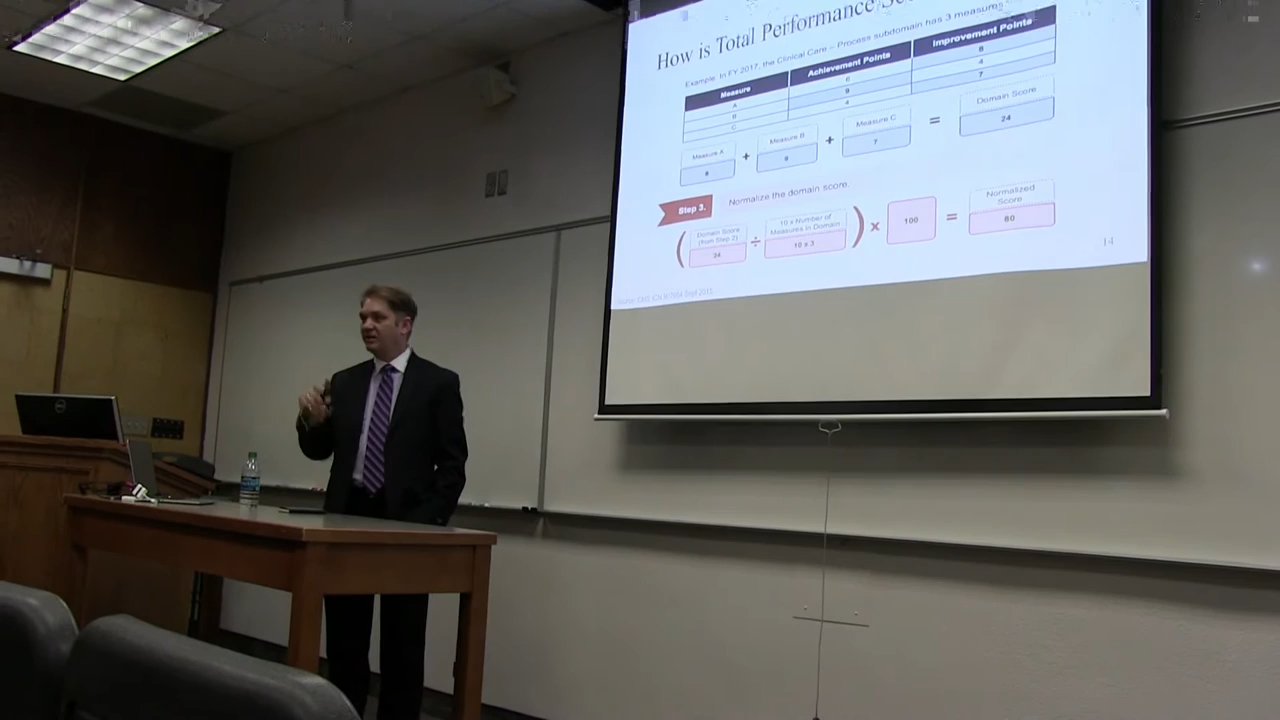 How is Total Performance
Example: In FY 2017, the Clinical Care – Process subdomain has 3 measures
Measure Achievement Points Improvement Points
A 8
B 9 4
C 4 7
Measure A + Measure B + Measure C = Domain Score
8 9 7 24
Step 3. Normalize the domain score.
( Domain Score (from Step 2) ÷ 10 x Number of Measures in Domain ) x 100 = Normalized Score
24 10 x 3 80
14
DELL